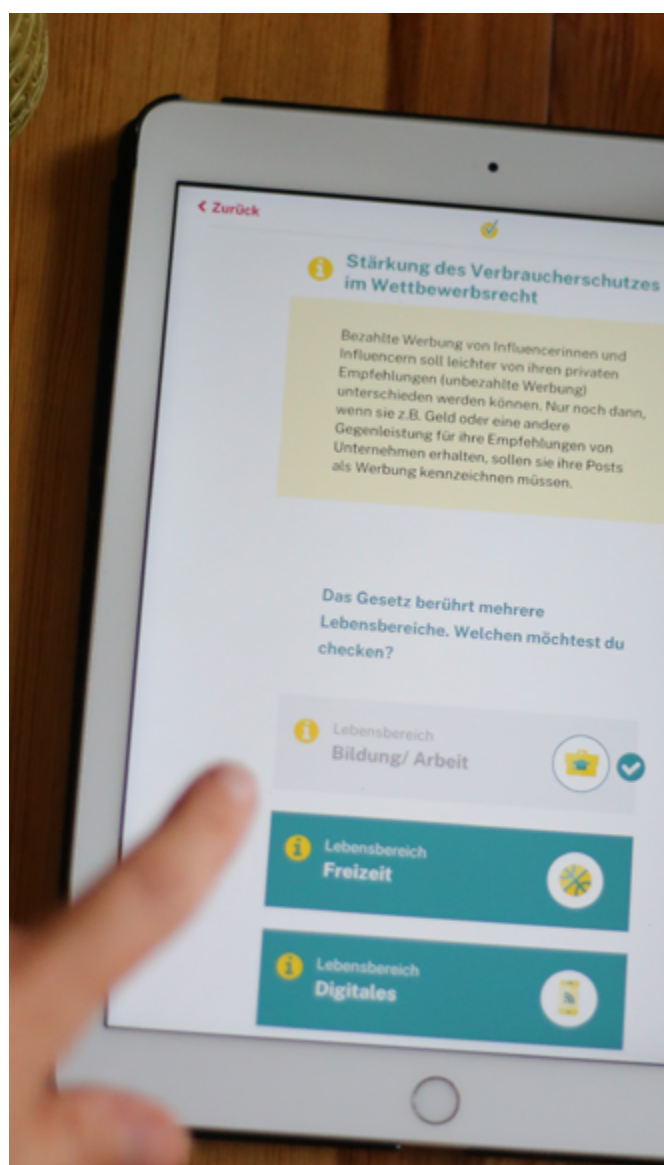 < Zurück
Stärkung des Verbraucherschutzes
im Wettbewerbsrecht
Bezahlte Werbung von Influencerinnen und
Influencern soll leichter von ihren privaten
Empfehlungen (unbezahlte Werbung)
unterschieden werden können. Nur noch dann,
wenn sie z.B. Geld oder eine andere
Gegenleistung für ihre Empfehlungen von
Unternehmen erhalten, sollen sie ihre Posts
als Werbung kennzeichnen müssen.
Das Gesetz berührt mehrere
Lebensbereiche. Welchen möchtest du
checken?
Lebensbereich
Bildung/ Arbeit
Lebensbereich
Freizeit
Lebensbereich
Digitales